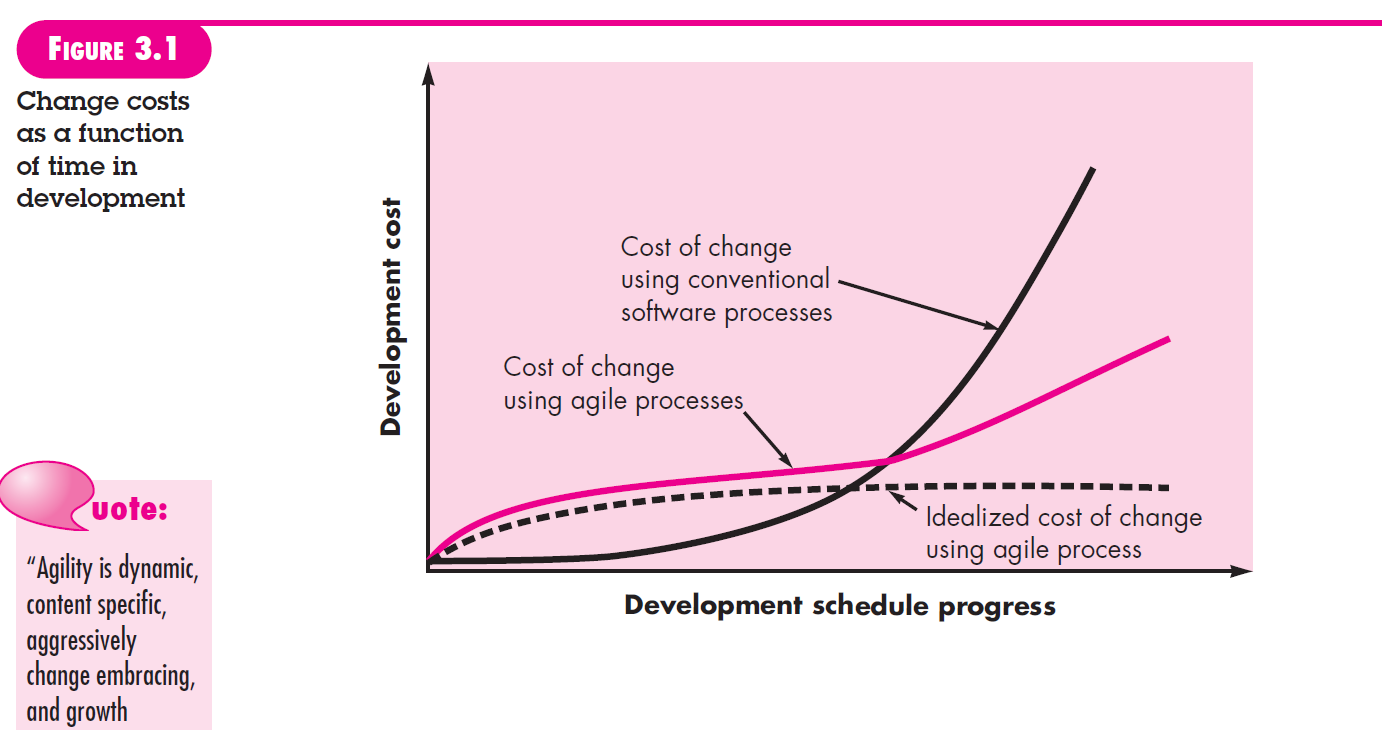 FIGURE 3.1
Change costs
as a function
of time in
development
Development cost
Cost of change
using conventional
software processes
Cost of change
using agile processes
Idealized cost of change
using agile process
Development schedule progress
uote:
“Agility is dynamic,
content specific,
aggressively
change embracing,
and growth